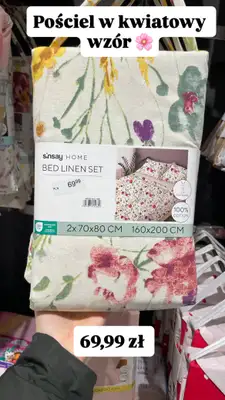 Pościel w kwiatowy
wzór 🌸
sinsay HOME
BED LINEN SET
69,99
100%
2x 70x80 CM
160x200 CM
69,99 zł